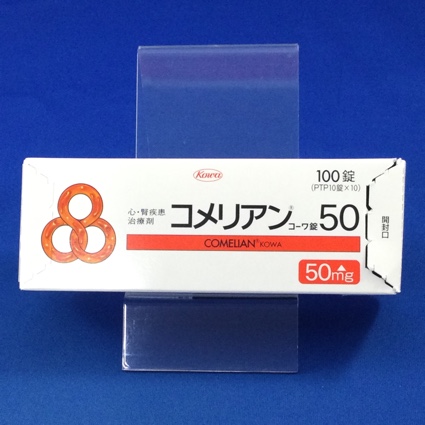 Kowa
100錠
(PTP10錠×10)
心・腎疾患
治療剤
コメリアン®コーワ錠50
COMELIAN® KOWA
50mg
開封口